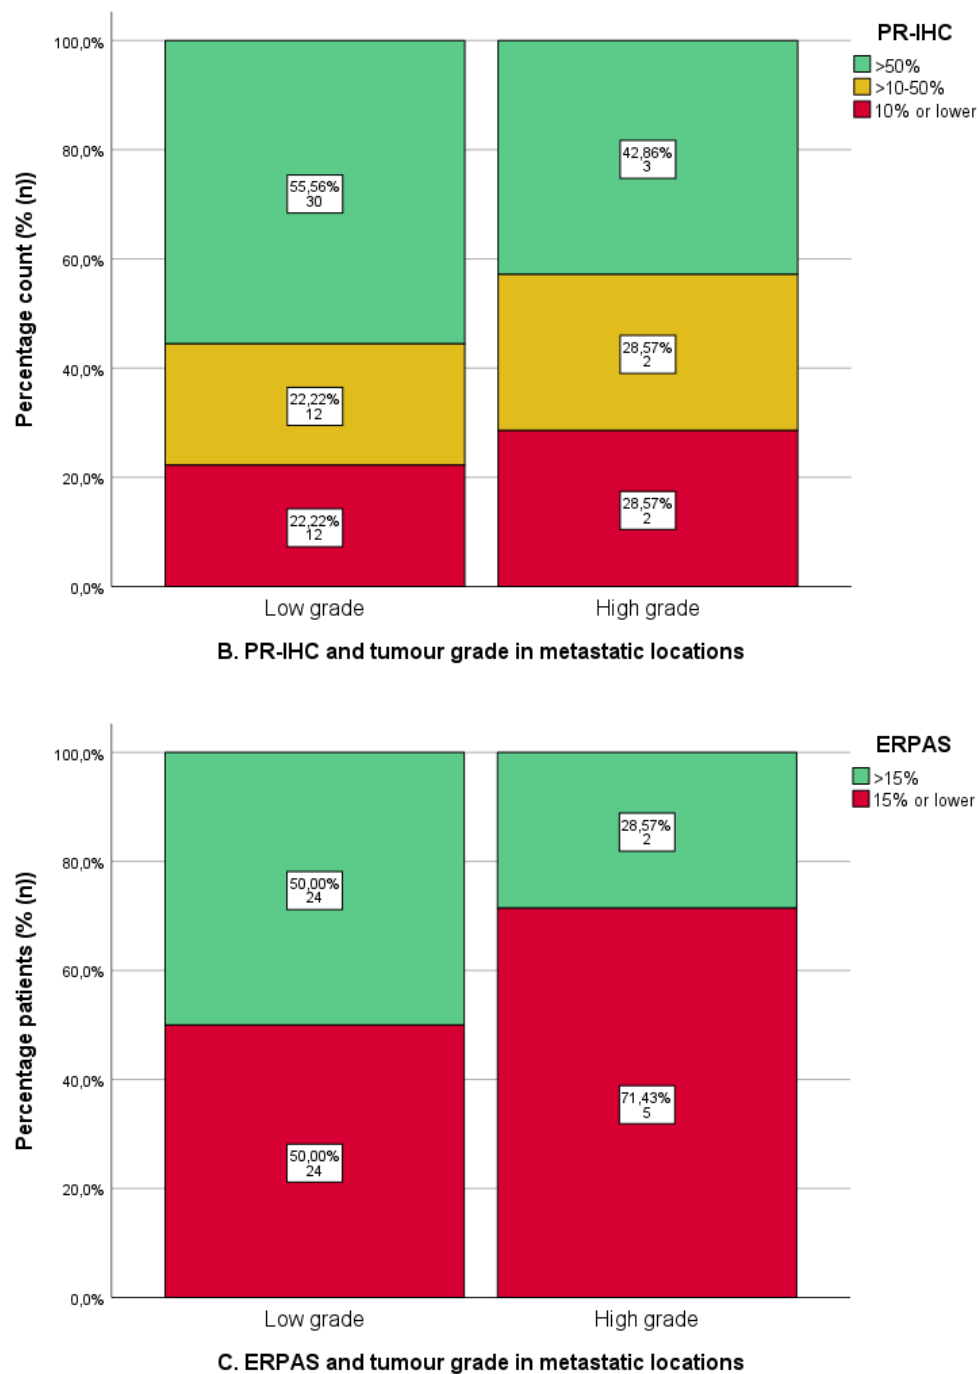 PR-IHC
>50%
>10-50%
10% or lower
Percentage count (% (n))
100,0%
80,0%
60,0%
40,0%
20,0%
0,0%
55,56%
30
22,22%
12
22,22%
12
42,86%
3
28,57%
2
28,57%
2
Low grade
High grade
B. PR-IHC and tumour grade in metastatic locations
ERPAS
>15%
15% or lower
Percentage patients (% (n))
100,0%
80,0%
60,0%
40,0%
20,0%
0,0%
50,00%
24
50,00%
24
28,57%
2
71,43%
5
Low grade
High grade
C. ERPAS and tumour grade in metastatic locations